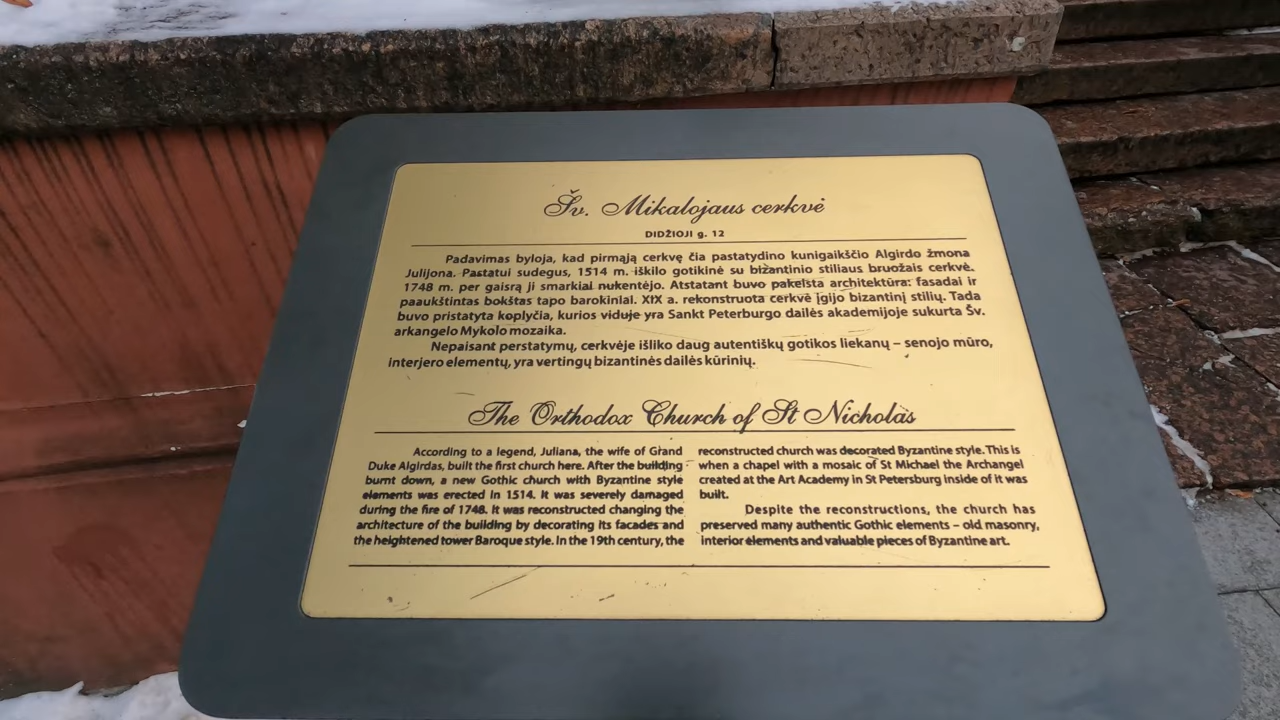 Šv. Mikalojaus cerkvė
DIDŽIOJI g. 12
Padavimas byloja, kad pirmąją cerkvę čia pastatydino kunigaikščio Algirdo žmona
Julijona. Pastatui sudegus, 1514 m. iškilo gotikinė su bizantinio stiliaus bruožais cerkvė.
1748 m. per gaisrą ji smarkiai nukentėjo. Atstatant buvo pakeista architektūra: fasadai ir
paaukštintas bokštas tapo barokiniai. XIX a. rekonstruota cerkvė įgijo bizantinį stilių. Tada
buvo pristatyta koplyčia, kurios viduje yra Sankt Peterburgo dailės akademijoje sukurta Šv.
arkangelo Mykolo mozaika.
Nepaisant perstatymų, cerkvėje išliko daug autentiškų gotikos liekanų – senojo mūro,
interjero elementų, yra vertingų bizantinės dailės kūrinių.
The Orthodox Church of St Nicholas
According to a legend, Juliana, the wife of Grand
Duke Algirdas, built the first church here. After the building
burnt down, a new Gothic church with Byzantine style
elements was erected in 1514. It was severely damaged
during the fire of 1748. It was reconstructed changing the
architecture of the building by decorating its facades and
the heightened tower Baroque style. In the 19th century, the
reconstructed church was decorated Byzantine style. This is
when a chapel with a mosaic of St Michael the Archangel
created at the Art Academy in St Petersburg inside of it was
built.
Despite the reconstructions, the church has
preserved many authentic Gothic elements – old masonry,
interior elements and valuable pieces of Byzantine art.